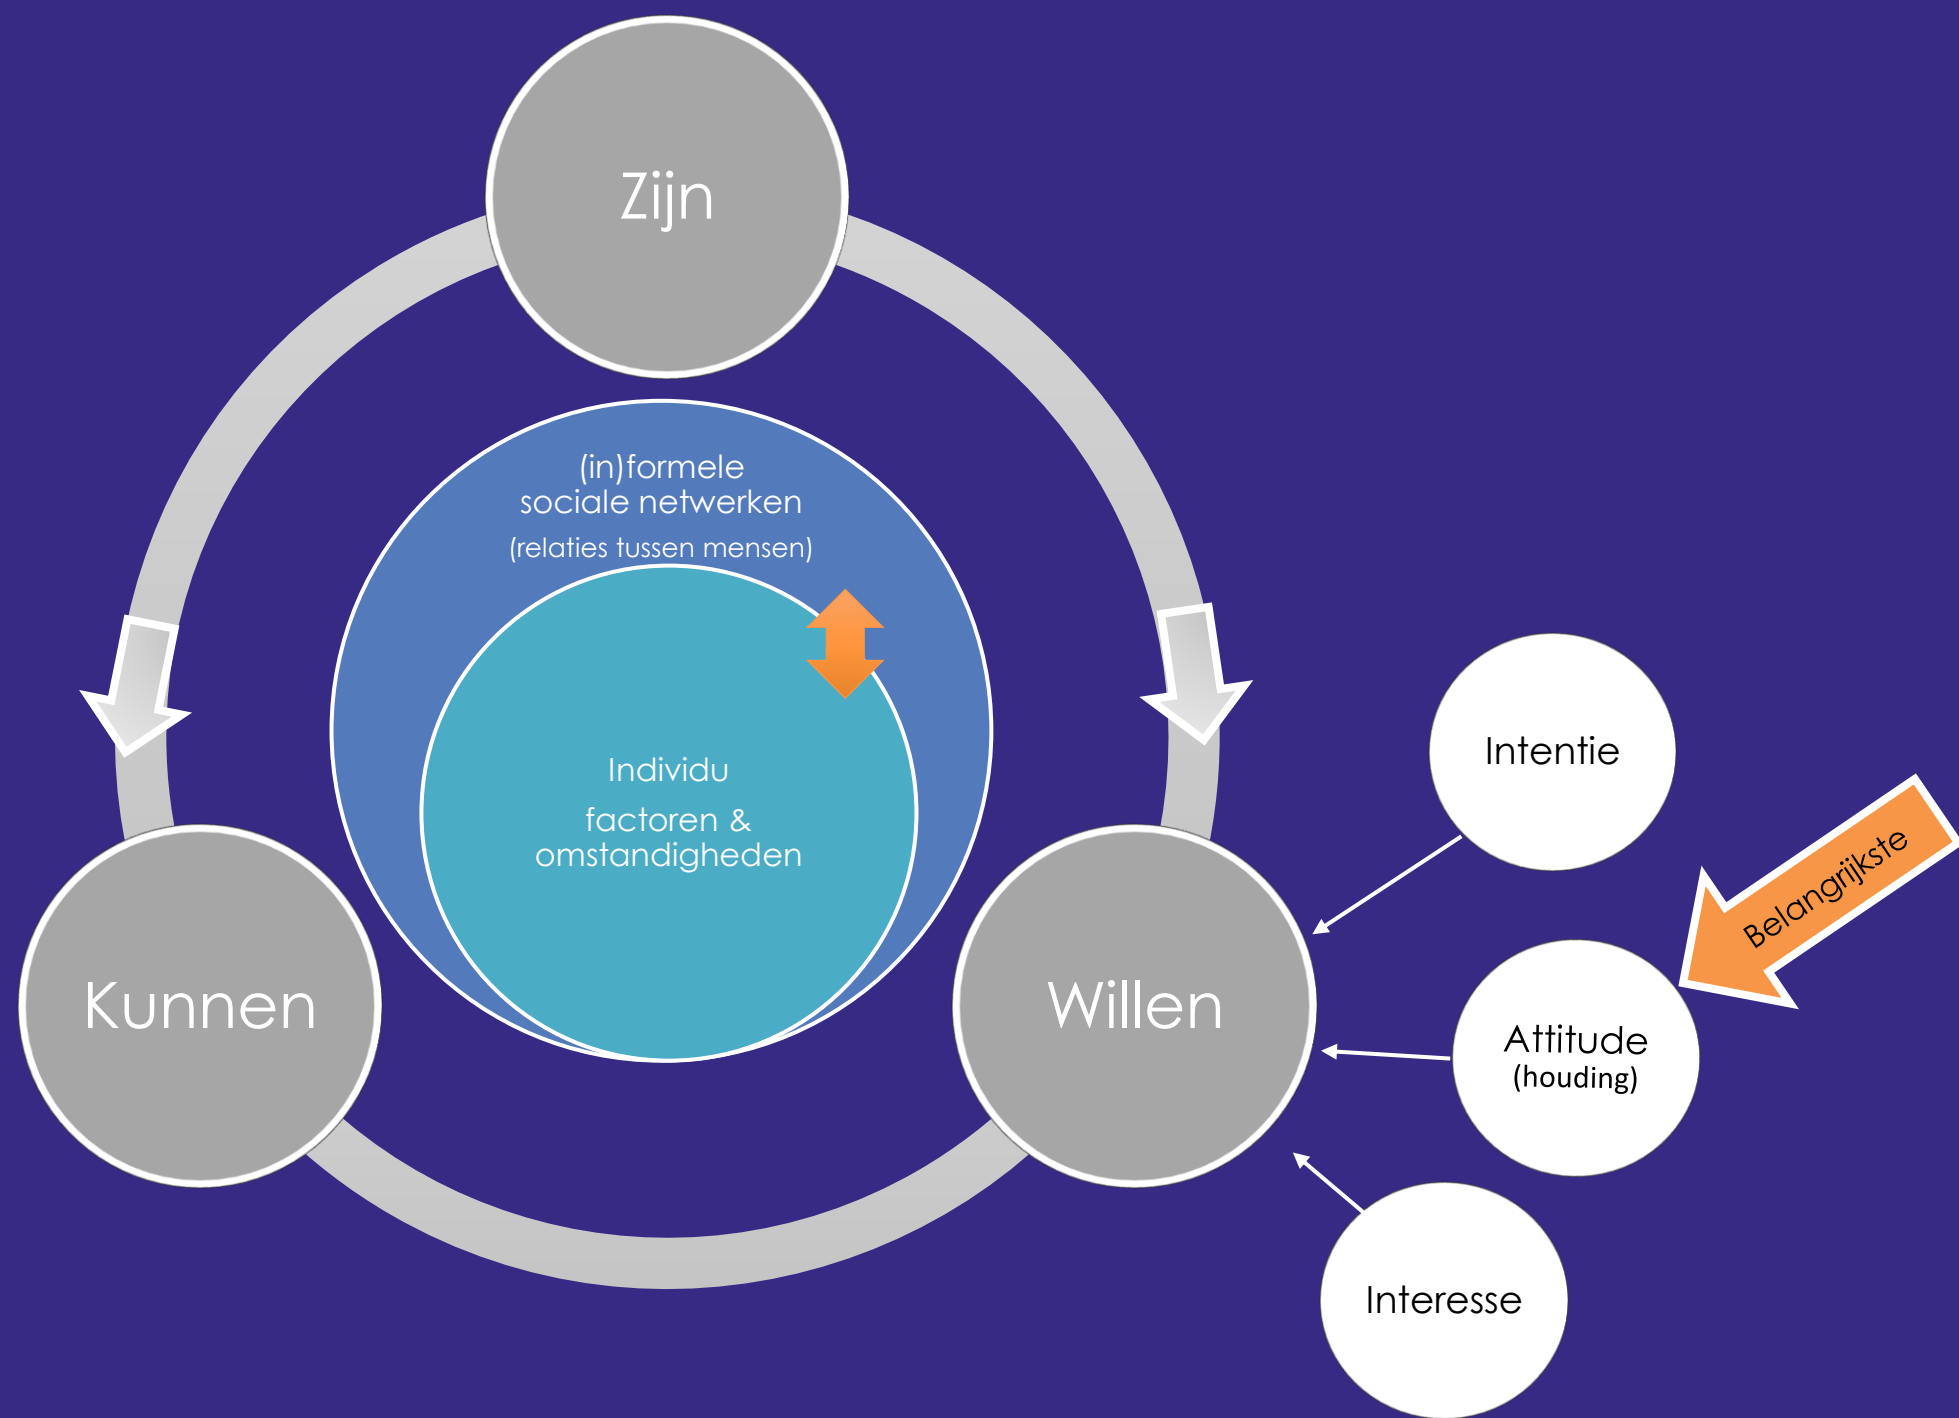 Zijn
(in)formele
sociale netwerken
(relaties tussen mensen)
Individu
factoren &
omstandigheden
Kunnen
Willen
Intentie
Belangrijkste
Attitude
(houding)
Interesse